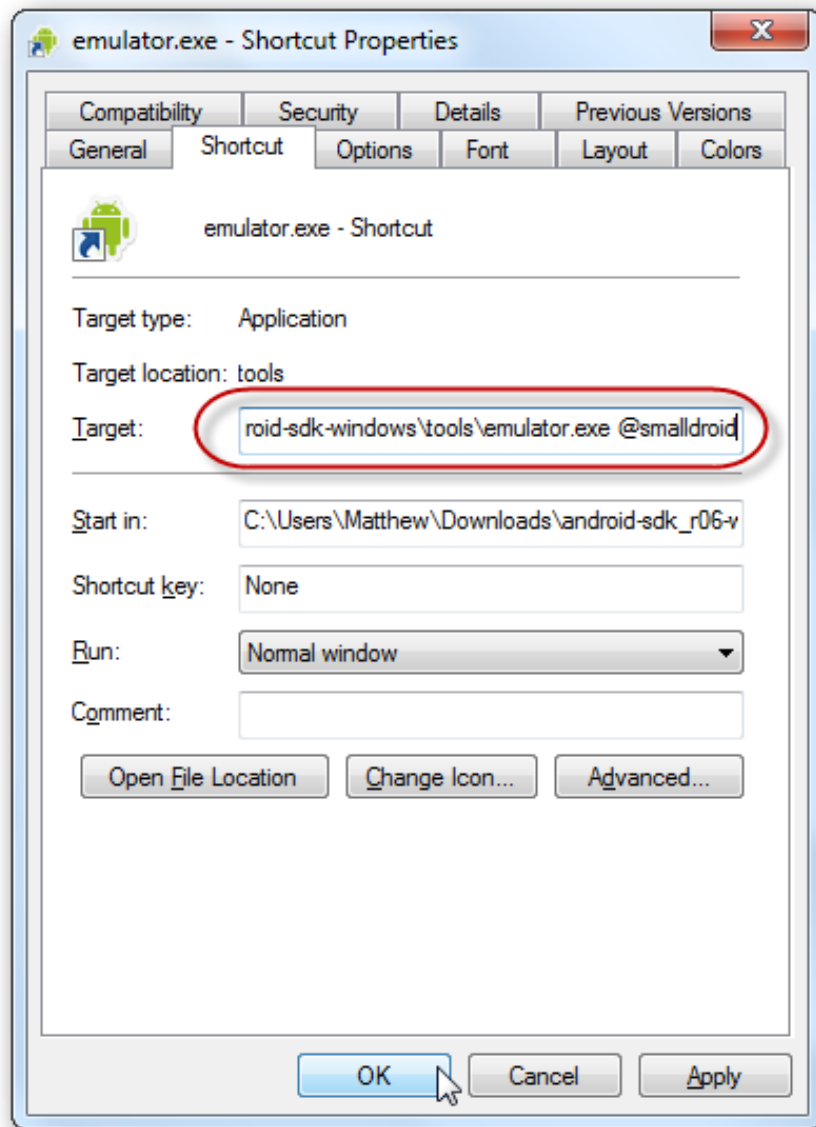 emulator.exe - Shortcut Properties
Compatibility Security Details Previous Versions
General Shortcut Options Font Layout Colors
emulator.exe - Shortcut
Target type: Application
Target location: tools
Target: roid-sdk-windows\tools\emulator.exe @smalldroid
Start in: C:\Users\Matthew\Downloads\android-sdk_r06-v
Shortcut key: None
Run: Normal window
Comment:
Open File Location Change Icon... Advanced...
OK Cancel Apply